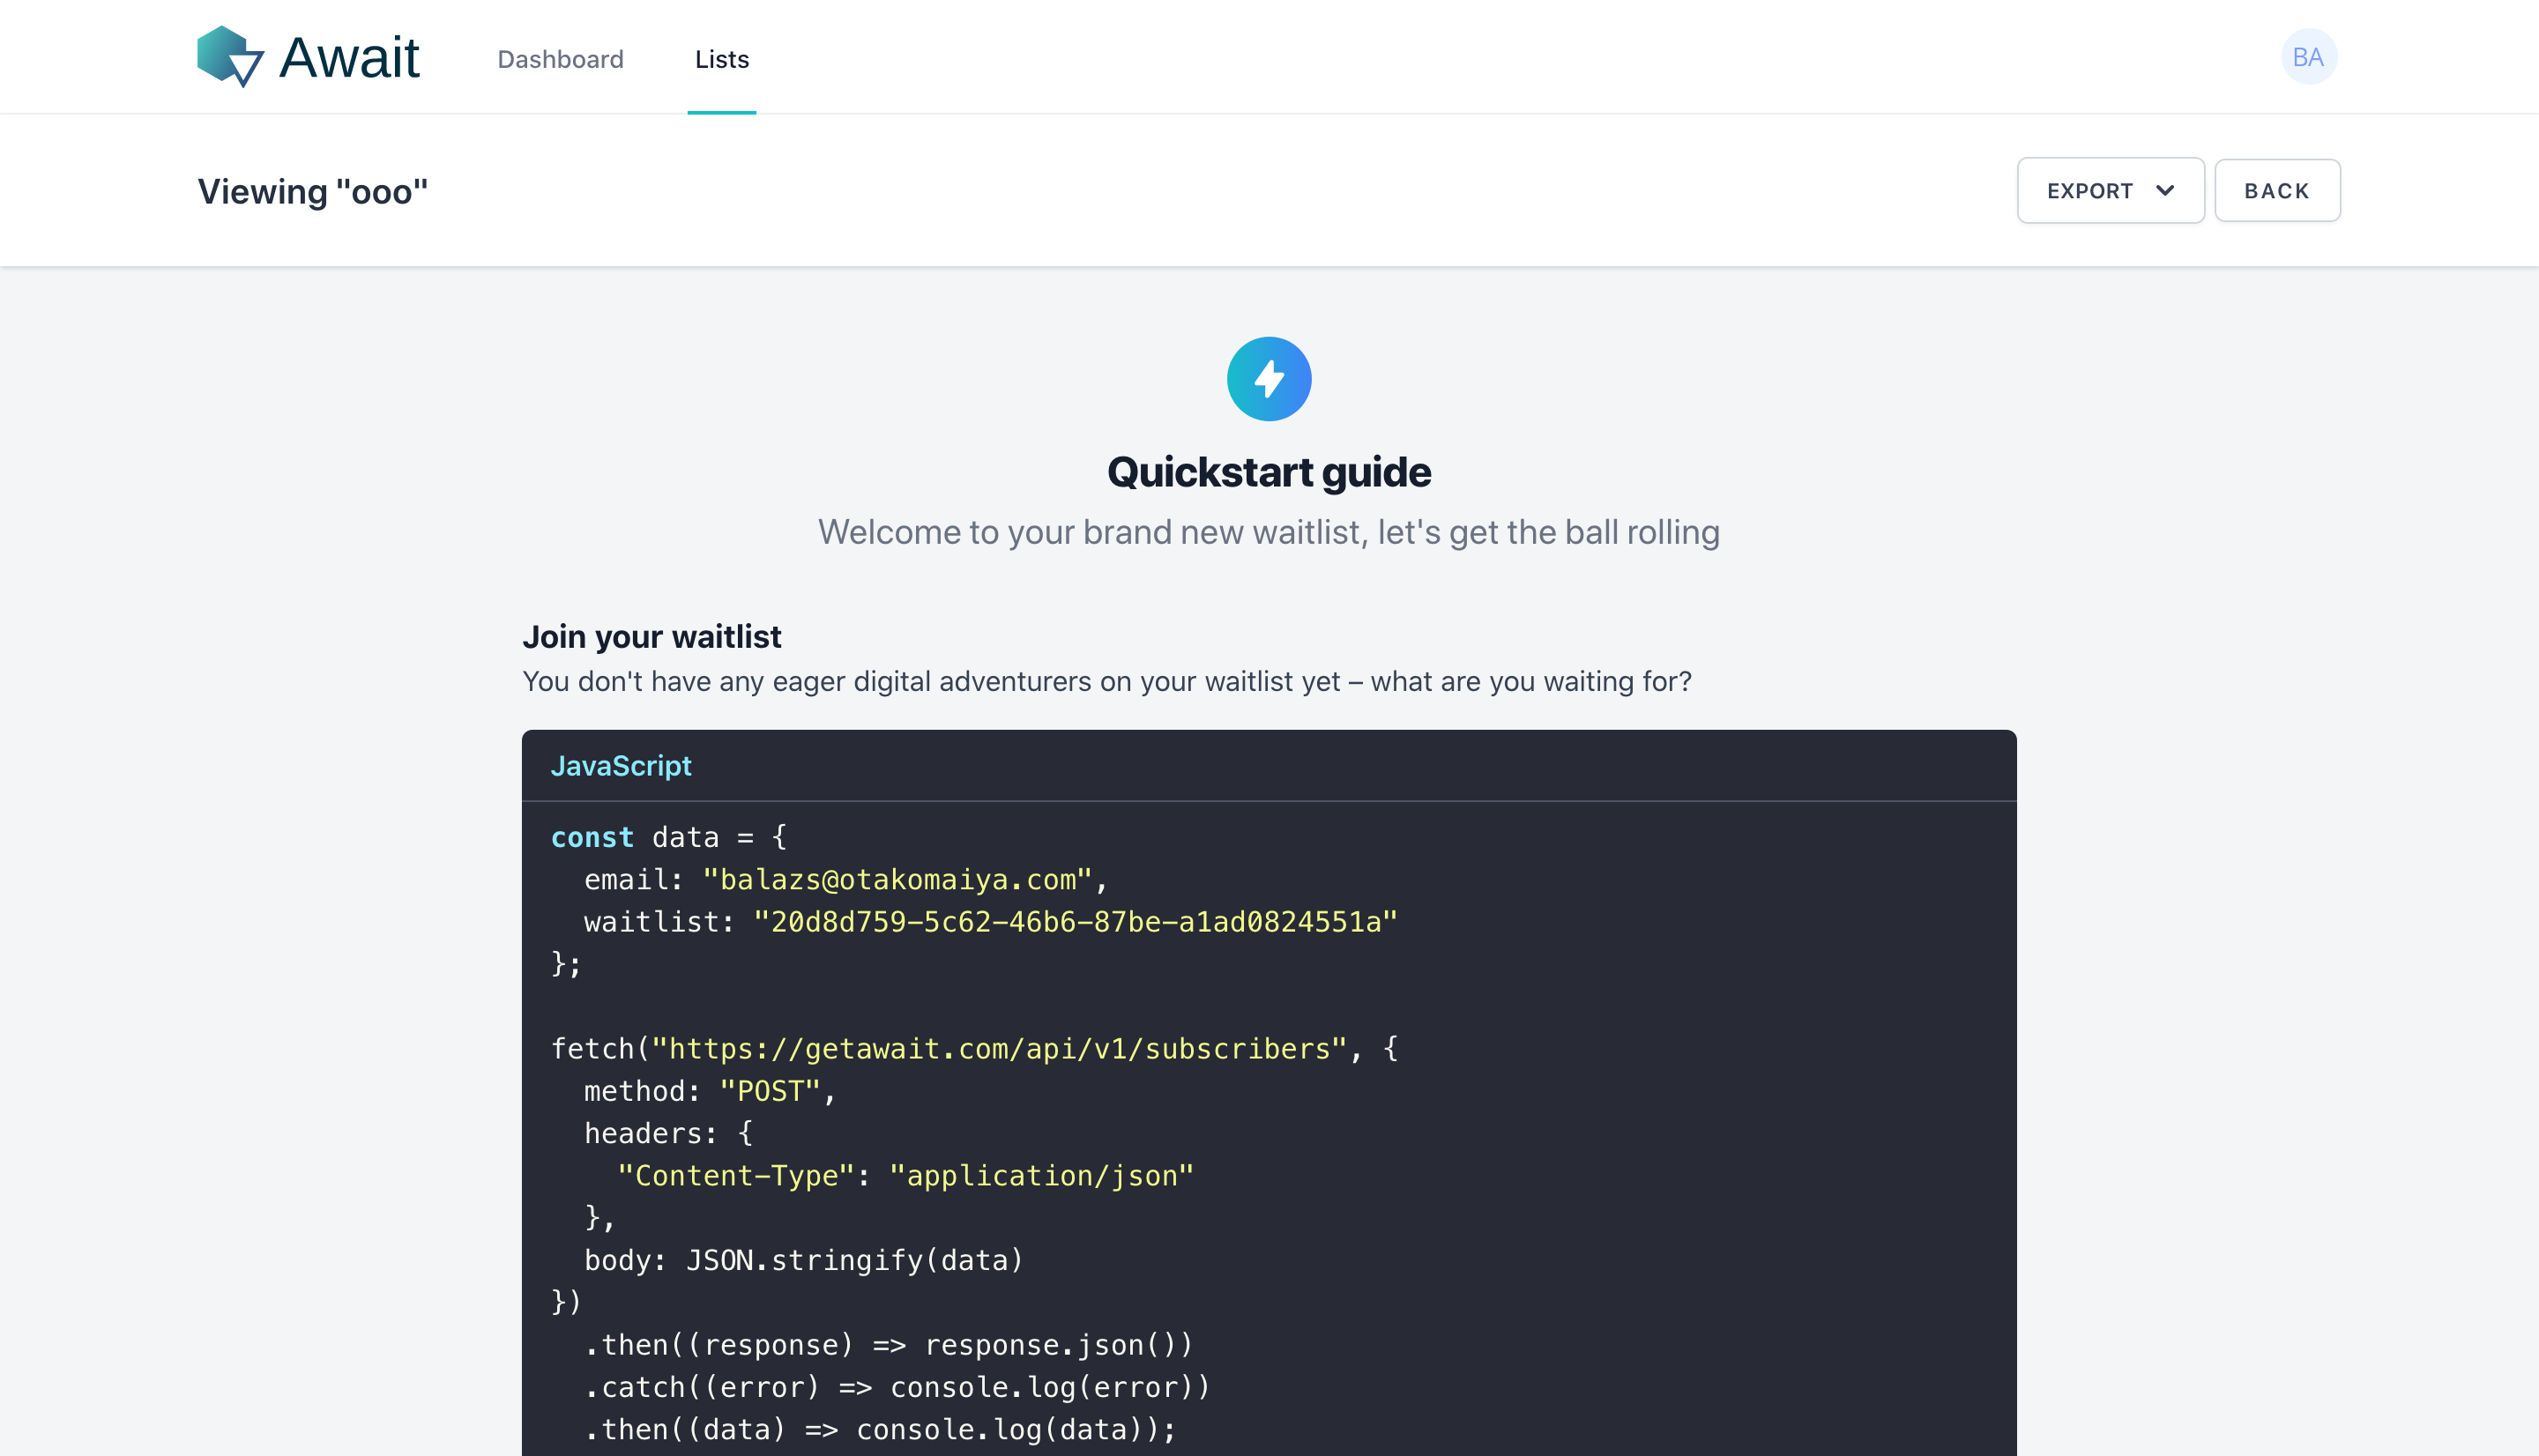 Await
Dashboard
Lists
BA
Viewing "ooo"
EXPORT
BACK
Quickstart guide
Welcome to your brand new waitlist, let's get the ball rolling
Join your waitlist
You don't have any eager digital adventurers on your waitlist yet – what are you waiting for?
JavaScript
const data = {
  email: "balazs@otakomaiya.com",
  waitlist: "20d8d759-5c62-46b6-87be-a1ad0824551a"
};
fetch("https://getawait.com/api/v1/subscribers", {
  method: "POST",
  headers: {
    "Content-Type": "application/json"
  },
  body: JSON.stringify(data)
})
  .then((response) => response.json())
  .catch((error) => console.log(error))
  .then((data) => console.log(data));